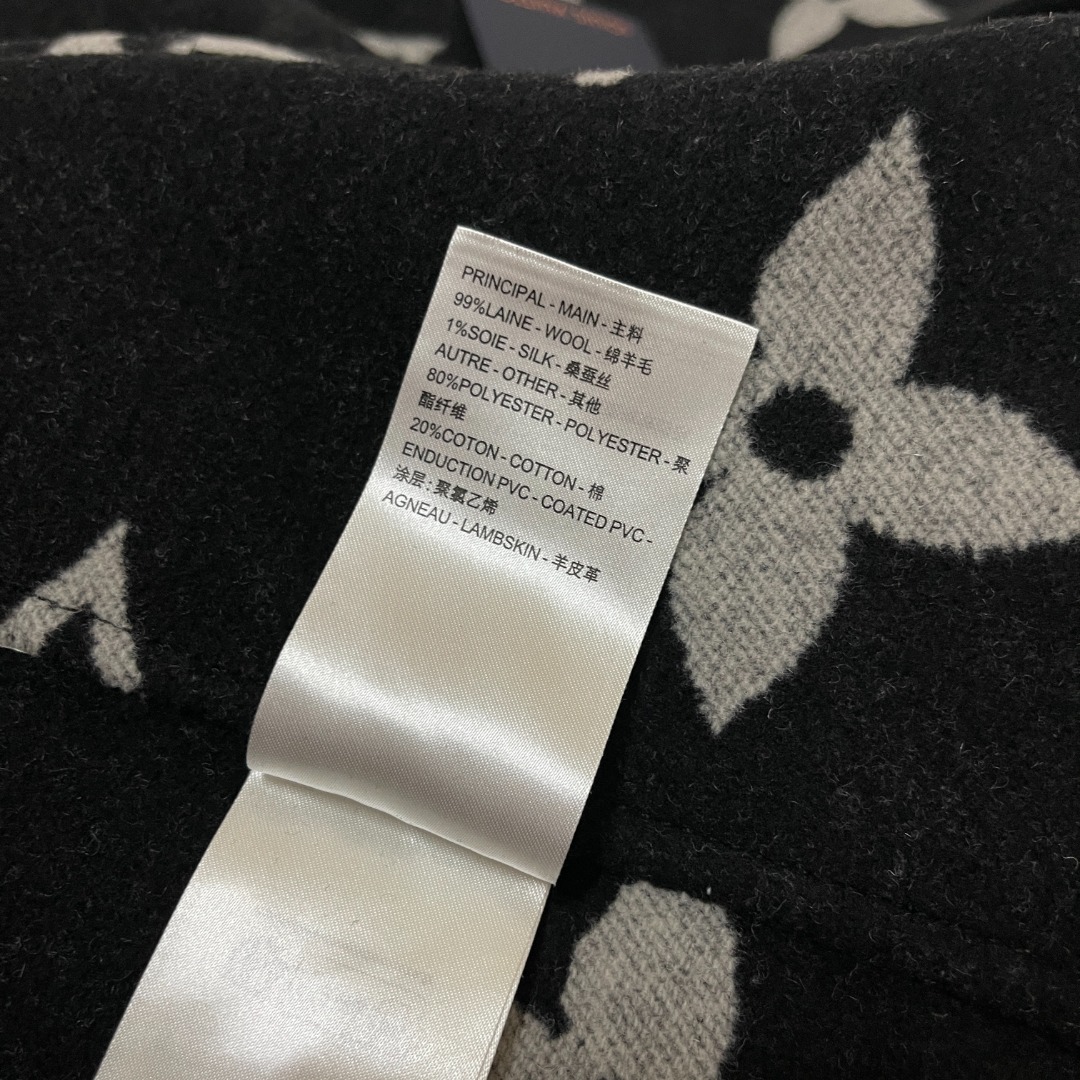 PRINCIPAL - MAIN - 主料
99%LAINE - WOOL - 绵羊毛
1%SOIE - SILK - 桑蚕丝
AUTRE - OTHER - 其他
80%POLYESTER - POLYESTER - 聚
酯纤维
20%COTON - COTTON - 棉
ENDUCTION PVC - COATED PVC -
涂层:聚氯乙烯
AGNEAU - LAMBSKIN - 羊皮革